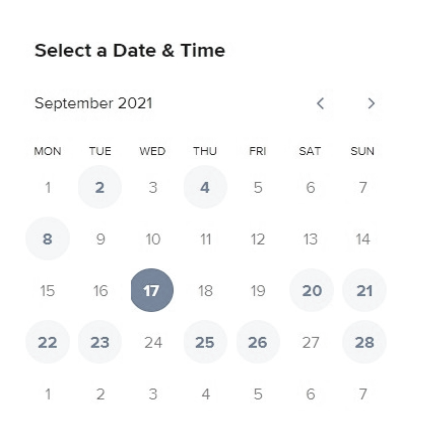 Select a Date & Time
September 2021
MON TUE WED THU FRI SAT SUN
1 2 3 4 5 6 7
8 9 10 11 12 13 14
15 16 17 18 19 20 21
22 23 24 25 26 27 28
1 2 3 4 5 6 7